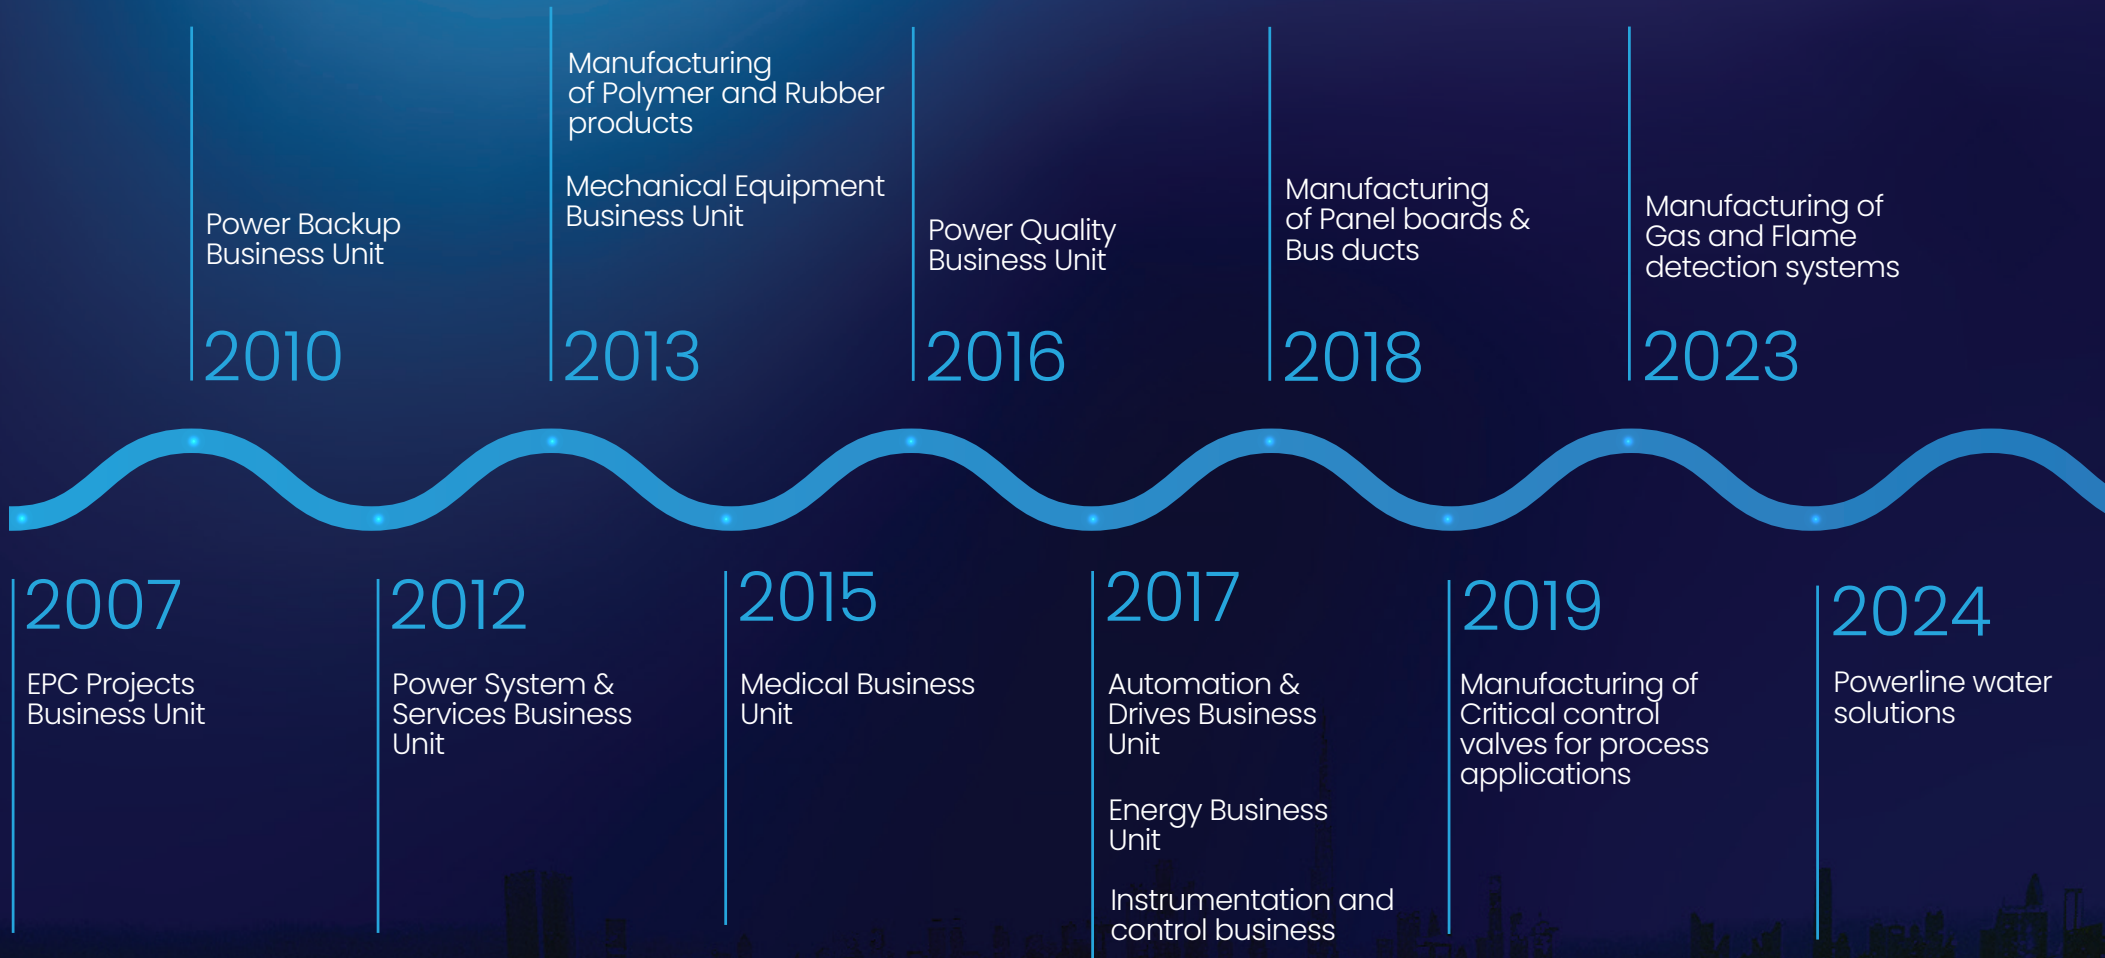 Power Backup
Business Unit
2010
Manufacturing
of Polymer and Rubber
products
Mechanical Equipment
Business Unit
2013
Power Quality
Business Unit
2016
Manufacturing
of Panel boards &
Bus ducts
2018
Manufacturing of
Gas and Flame
detection systems
2023
2007
EPC Projects
Business Unit
2012
Power System &
Services Business
Unit
2015
Medical Business
Unit
2017
Automation &
Drives Business
Unit
Energy Business
Unit
Instrumentation and
control business
2019
Manufacturing of
Critical control
valves for process
applications
2024
Powerline water
solutions